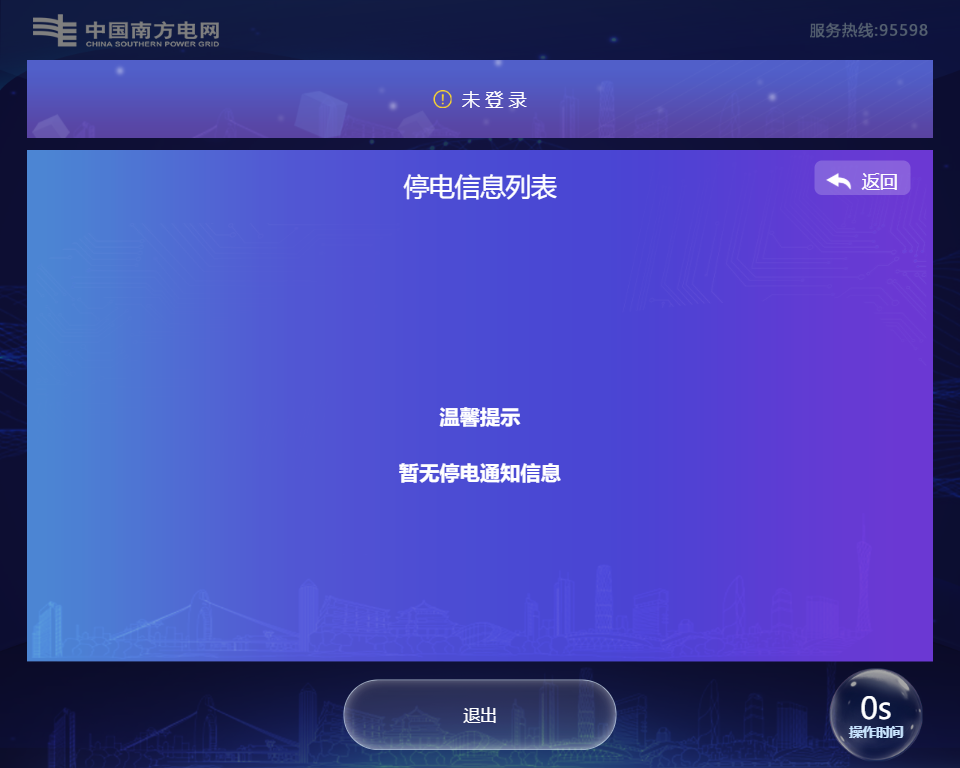 中国南方电网
CHINA SOUTHERN POWER GRID
服务热线:95598
未登录
停电信息列表
返回
温馨提示
暂无停电通知信息
退出
0s
操作时间